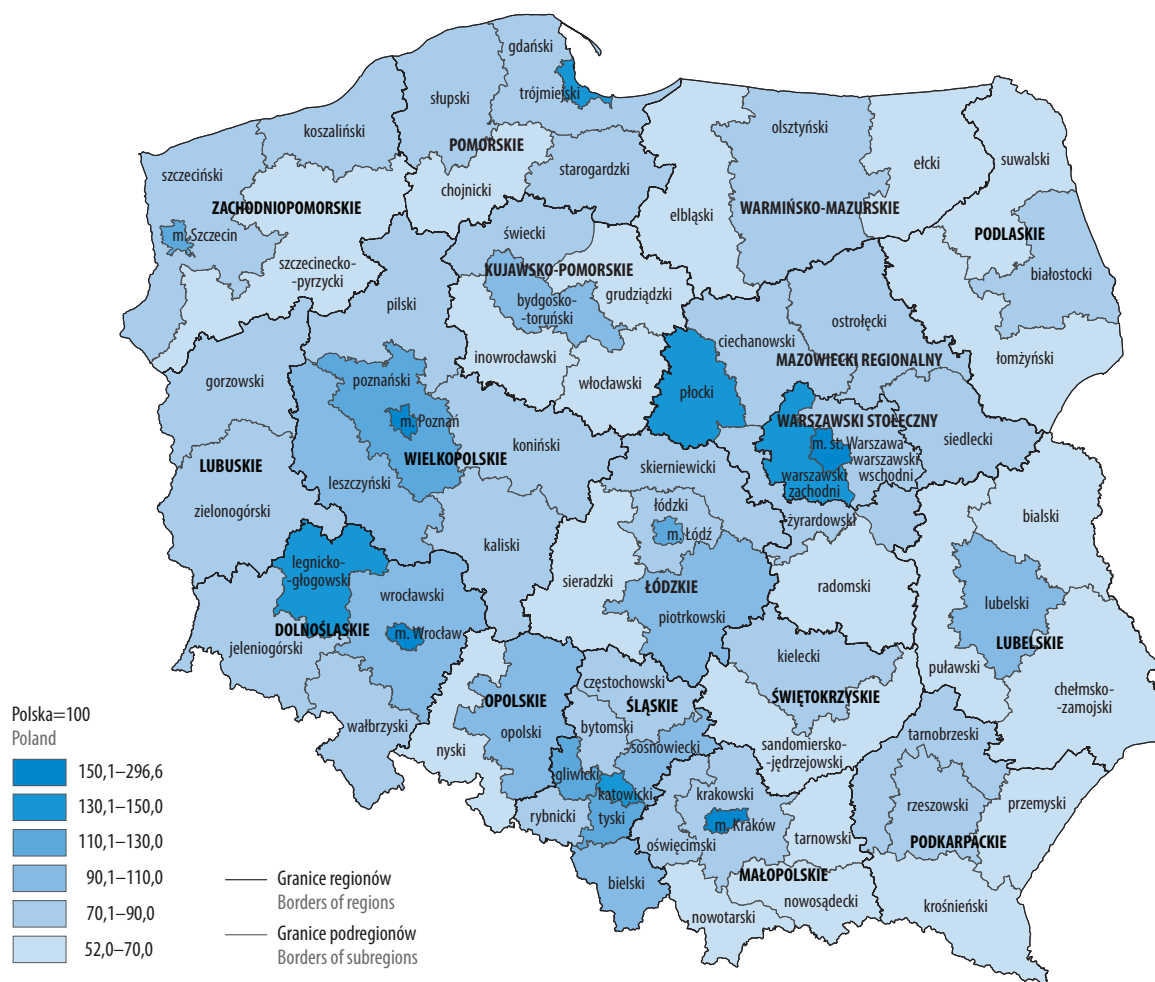 gdański
trójmiejski
słupski
koszaliński
POMORSKIE
olsztyński
ełcki
suwalski
szczeciński
chojnicki
starogardzki
ZACHODNIOPOMORSKIE
elbląski
WARMIŃSKO-MAZURSKIE
m. Szczecin
świecki
PODLASKIE
szczecinecko-
-pyrzycki
KUJAWSKO-POMORSKIE
białostocki
pilski
bydgosko-
-toruński
grudziądzki
ostrołęcki
ciechanowski
inowrocławski
MAZOWIECKI REGIONALNY
łomżyński
gorzowski
poznański
włocławski
płocki
m. Poznań
WARSZAWSKI STOŁECZNY
koniński
m. st. Warszawa
siedlecki
LUBUSKIE
WIELKOPOLSKIE
warszawski
wschodni
skierniewicki
leszczyński
warszawski
zachodni
zielonogórski
łódzki
żyrardowski
bialski
m. Łódź
kaliski
legnicko-
-głogowski
sieradzki
radomski
wrocławski
ŁÓDZKIE
lubelski
piotrkowski
DOLNOŚLĄSKIE
m. Wrocław
LUBELSKIE
jeleniogórski
kielecki
puławski
częstochowski
chełmsko-
-zamojski
OPOLSKIE
ŚLĄSKIE
ŚWIĘTOKRZYSKIE
wałbrzyski
opolski
bytomski
tarnobrzeski
nyski
sosnowiecki
sandomiersko-
-jędrzejowski
gliwicki
katowicki
krakowski
rzeszowski
przemyski
rybnicki
tyski
m. Kraków
tarnowski
PODKARPACKIE
oświęcimski
bielski
MAŁOPOLSKIE
nowosądecki
krośnieński
nowotarski
Polska=100
Poland
150,1–296,6
130,1–150,0
110,1–130,0
90,1–110,0
70,1–90,0
52,0–70,0
Granice regionów
Borders of regions
Granice podregionów
Borders of subregions